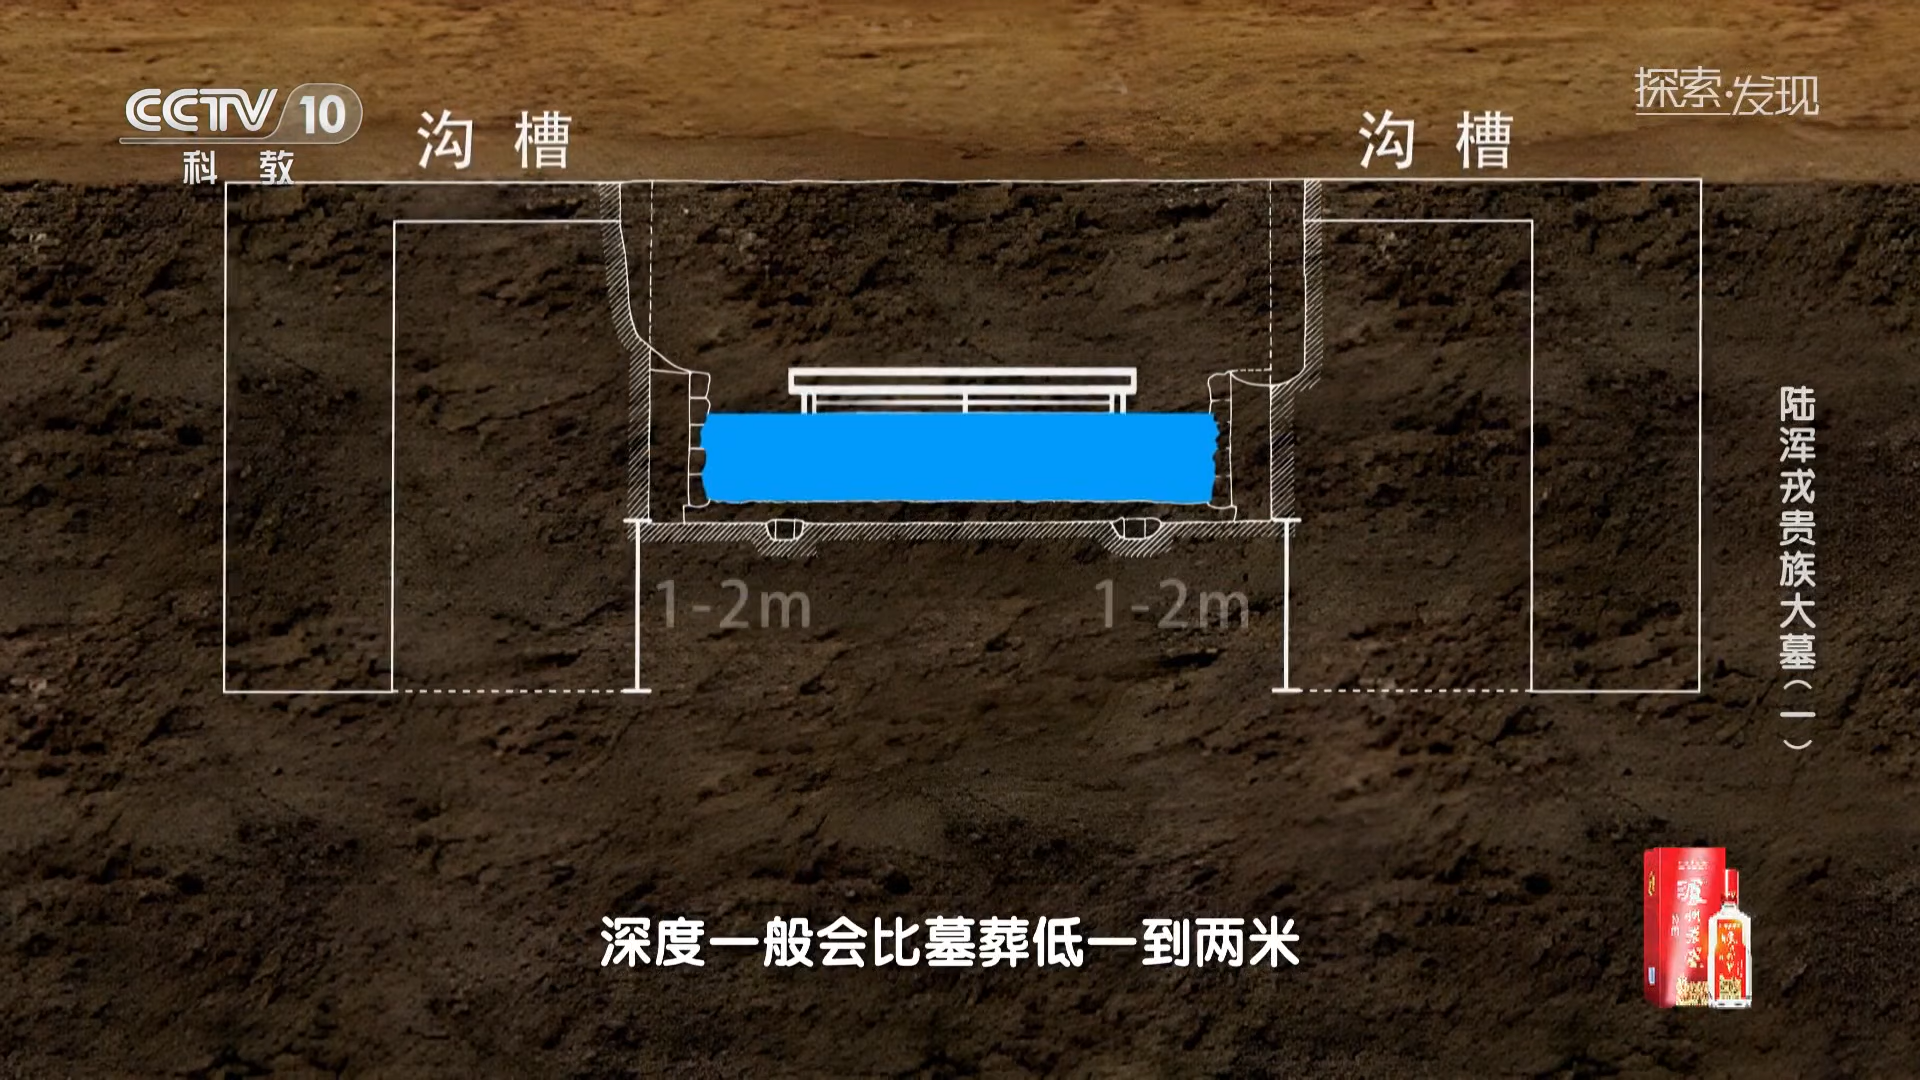 CCTV 10
科 教
探索·发现
沟 槽
沟 槽
1-2m
1-2m
陆浑戎贵族大墓（一）
深度一般会比墓葬低一到两米